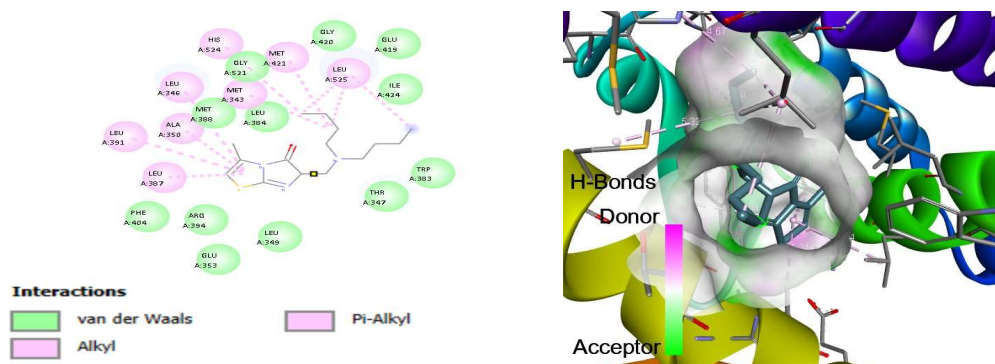 GLY
A:420
GLU
A:419
HIS
A:524
MET
A:421
GLY
A:521
LEU
A:525
ILE
A:424
LEU
A:346
MET
A:343
MET
A:388
LEU
A:384
ALA
A:350
LEU
A:391
LEU
A:387
TRP
A:383
THR
A:347
PHE
A:404
ARG
A:394
LEU
A:349
GLU
A:353
Interactions
van der Waals
Alkyl
Pi-Alkyl
H-Bonds
Donor
Acceptor